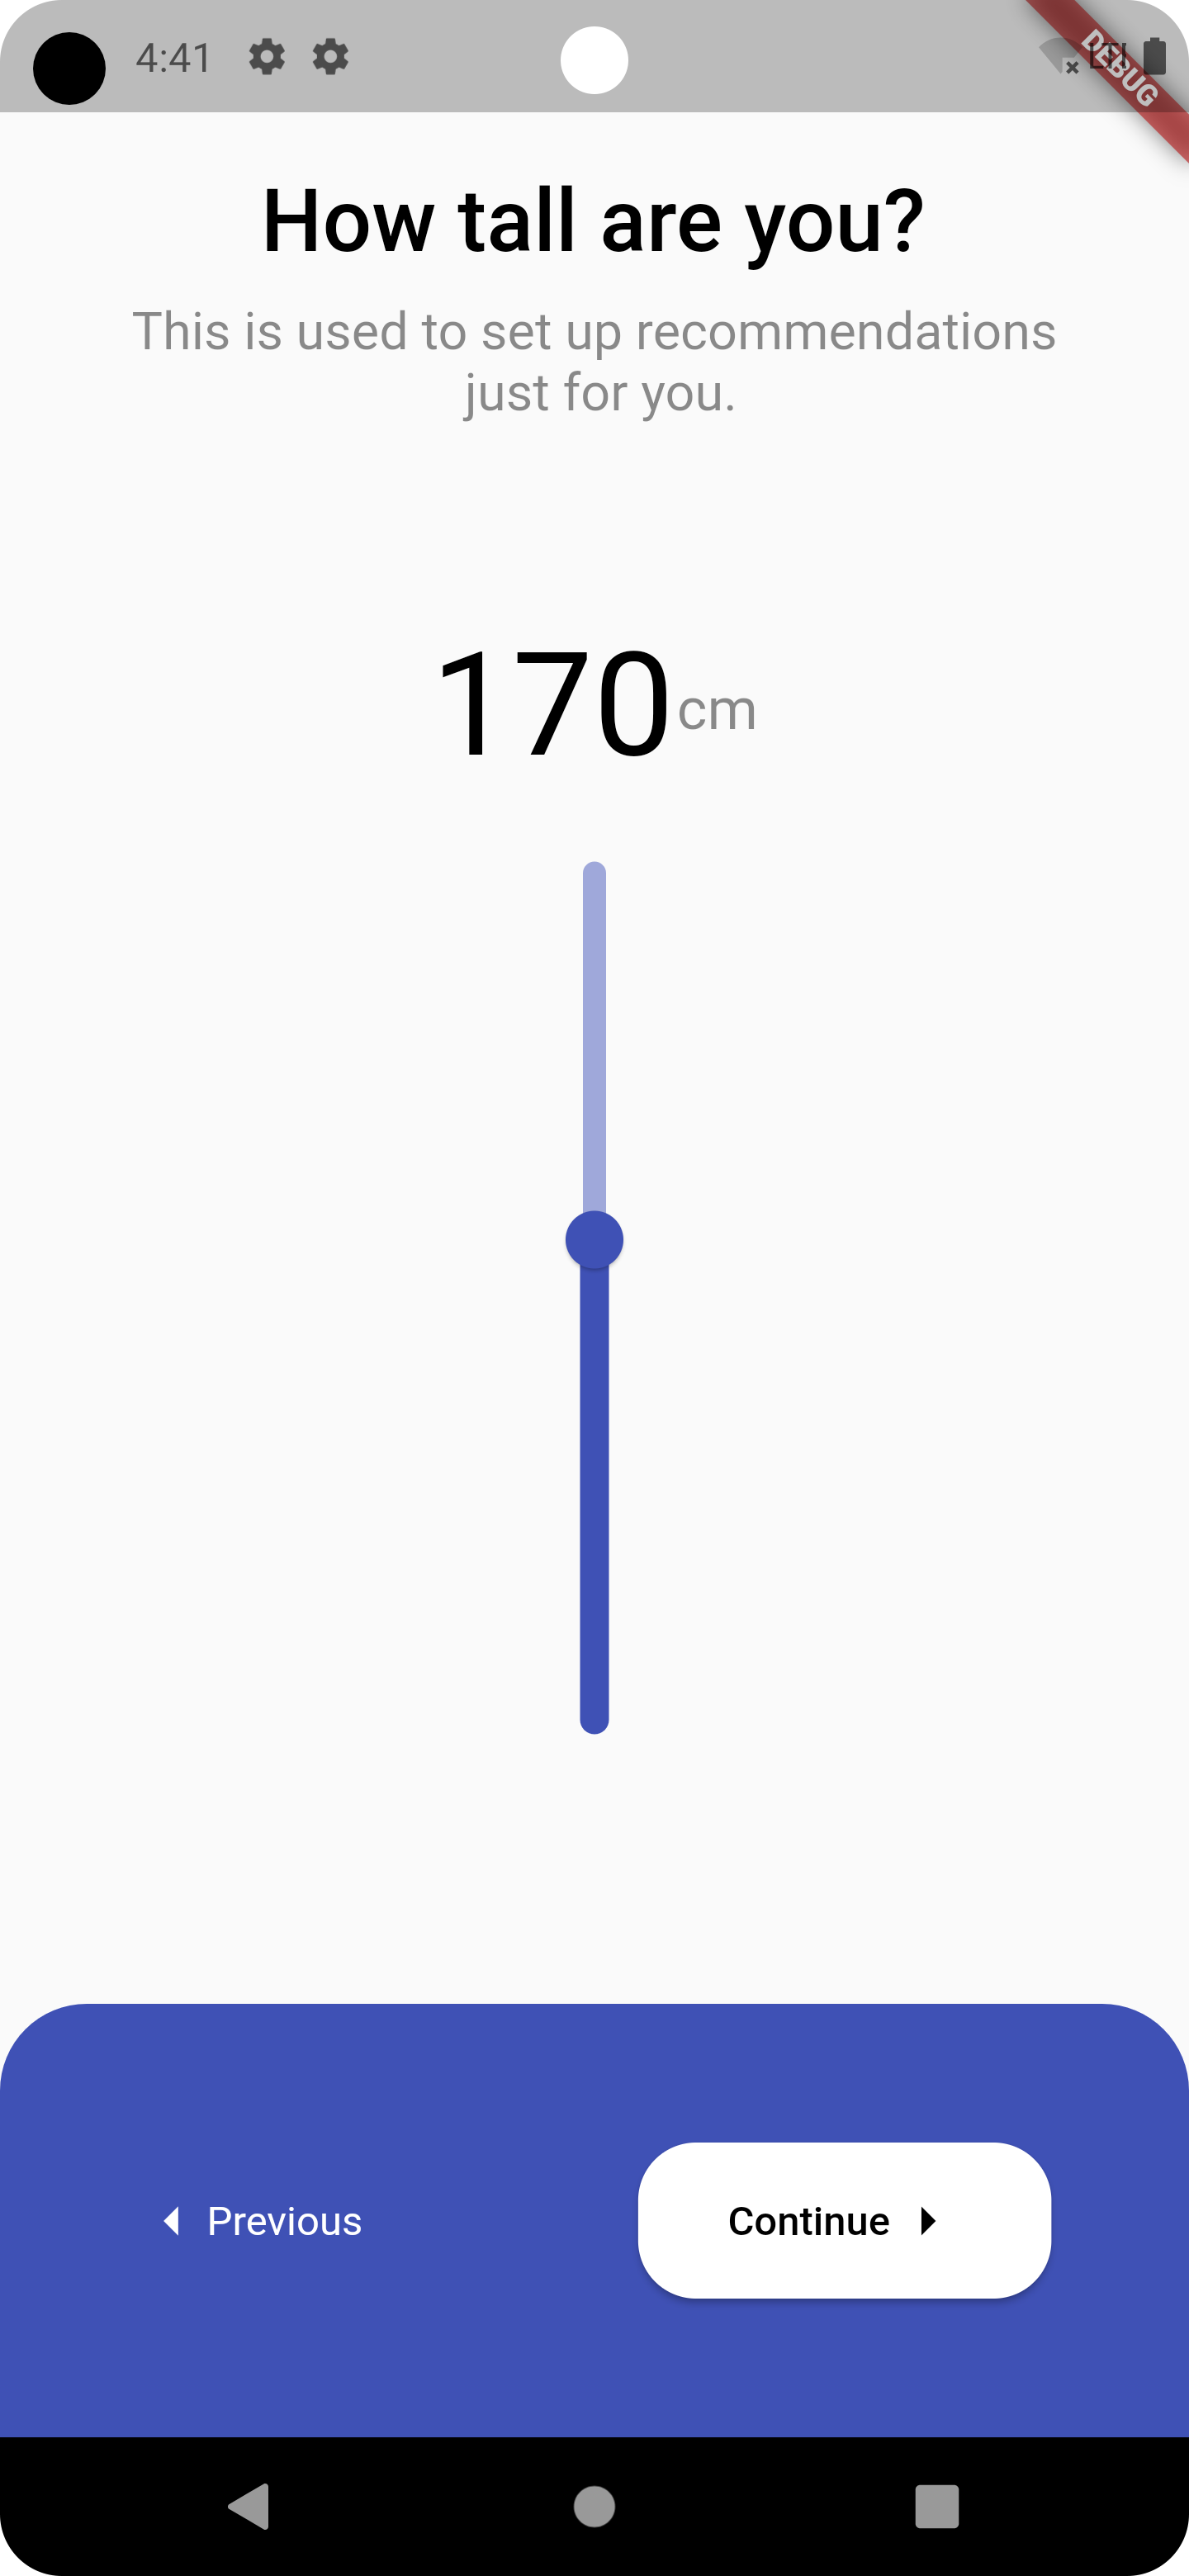 4:41
DEBUG
How tall are you?
This is used to set up recommendations
just for you.
170 cm
Previous
Continue